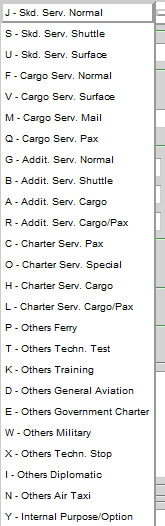 J - Skd. Serv. Normal
S - Skd. Serv. Shuttle
U - Skd. Serv. Surface
F - Cargo Serv. Normal
V - Cargo Serv. Surface
M - Cargo Serv. Mail
Q - Cargo Serv. Pax
G - Addit. Serv. Normal
B - Addit. Serv. Shuttle
A - Addit. Serv. Cargo
R - Addit. Serv. Cargo/Pax
C - Charter Serv. Pax
O - Charter Serv. Special
H - Charter Serv. Cargo
L - Charter Serv. Cargo/Pax
P - Others Ferry
T - Others Techn. Test
K - Others Training
D - Others General Aviation
E - Others Government Charter
W - Others Military
X - Others Techn. Stop
I - Others Diplomatic
N - Others Air Taxi
Y - Internal Purpose/Option